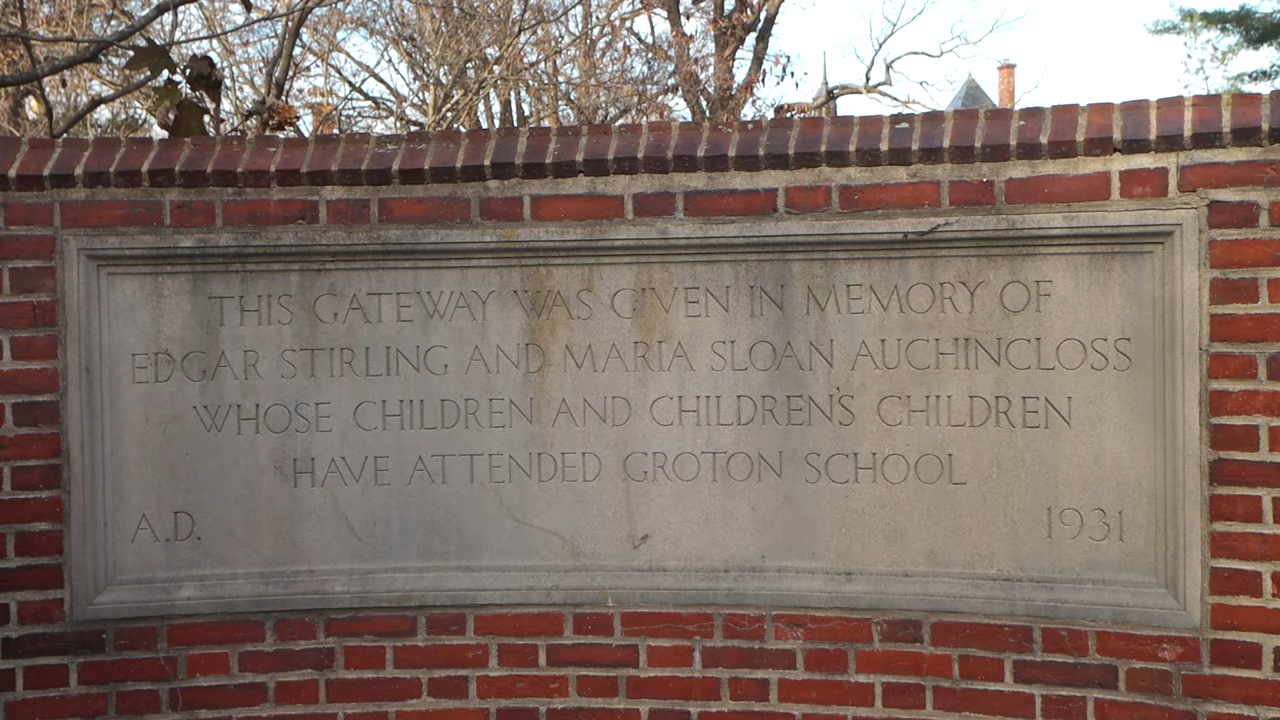 THIS GATEWAY WAS GIVEN IN MEMORY OF
EDGAR STIRLING AND MARIA SLOAN AUCHINCLOSS
WHOSE CHILDREN AND CHILDREN'S CHILDREN
HAVE ATTENDED GROTON SCHOOL
A.D. 1931